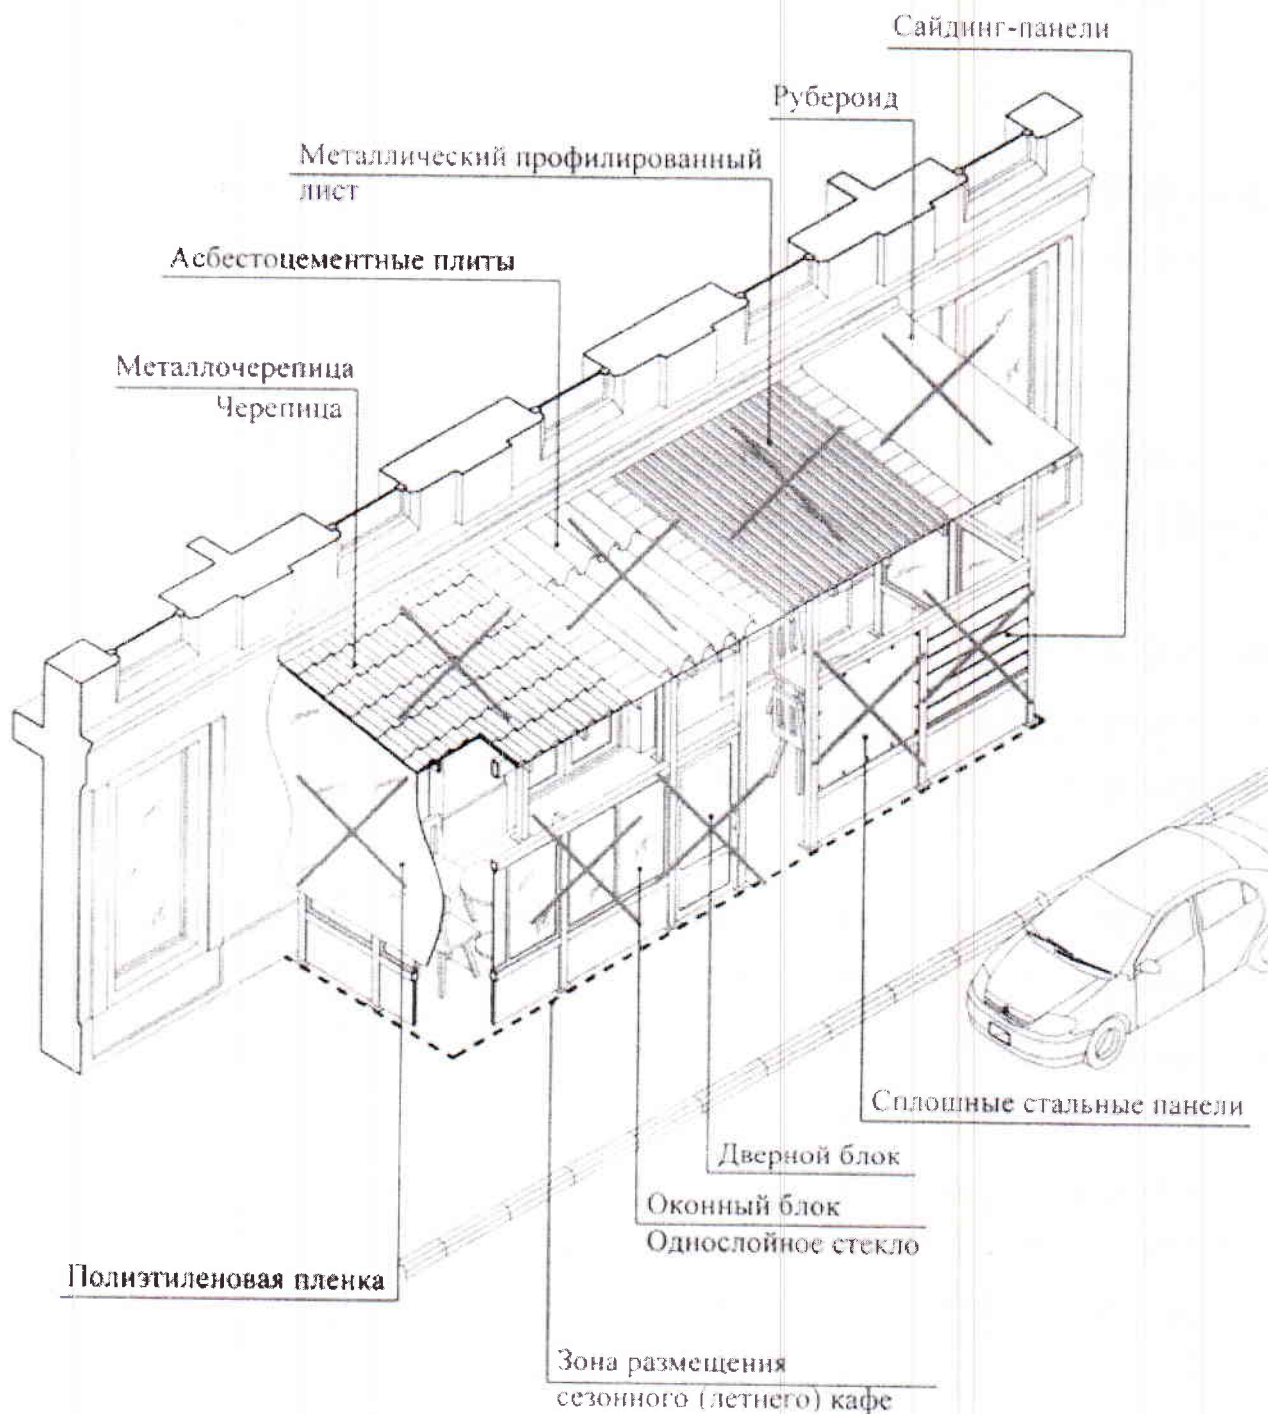 Сайдинг-панели
Рубероид
Металлический профилированный
лист
Асбестоцементные плиты
Металлочерепица
Черепица
Сплошные стальные панели
Дверной блок
Оконный блок
Однослойное стекло
Полиэтиленовая пленка
Зона размещения
сезонного (летнего) кафе